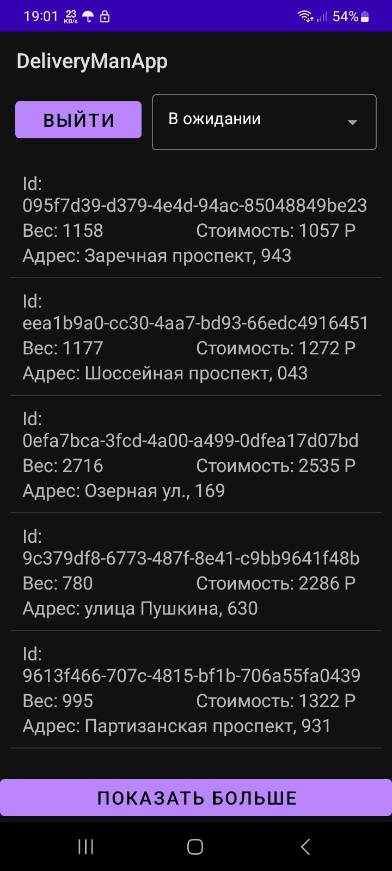 19:01 23 KB/s 54%
DeliveryManApp
ВЫЙТИ В ожидании
Id:
095f7d39-d379-4e4d-94ac-85048849be23
Вес: 1158 Стоимость: 1057 Р
Адрес: Заречная проспект, 943
Id:
eea1b9a0-cc30-4aa7-bd93-66edc4916451
Вес: 1177 Стоимость: 1272 Р
Адрес: Шоссейная проспект, 043
Id:
0efa7bca-3fcd-4a00-a499-0dfea17d07bd
Вес: 2716 Стоимость: 2535 Р
Адрес: Озерная ул., 169
Id:
9c379df8-6773-487f-8e41-c9bb9641f48b
Вес: 780 Стоимость: 2286 Р
Адрес: улица Пушкина, 630
Id:
9613f466-707c-4815-bf1b-706a55fa0439
Вес: 995 Стоимость: 1322 Р
Адрес: Партизанская проспект, 931
ПОКАЗАТЬ БОЛЬШЕ